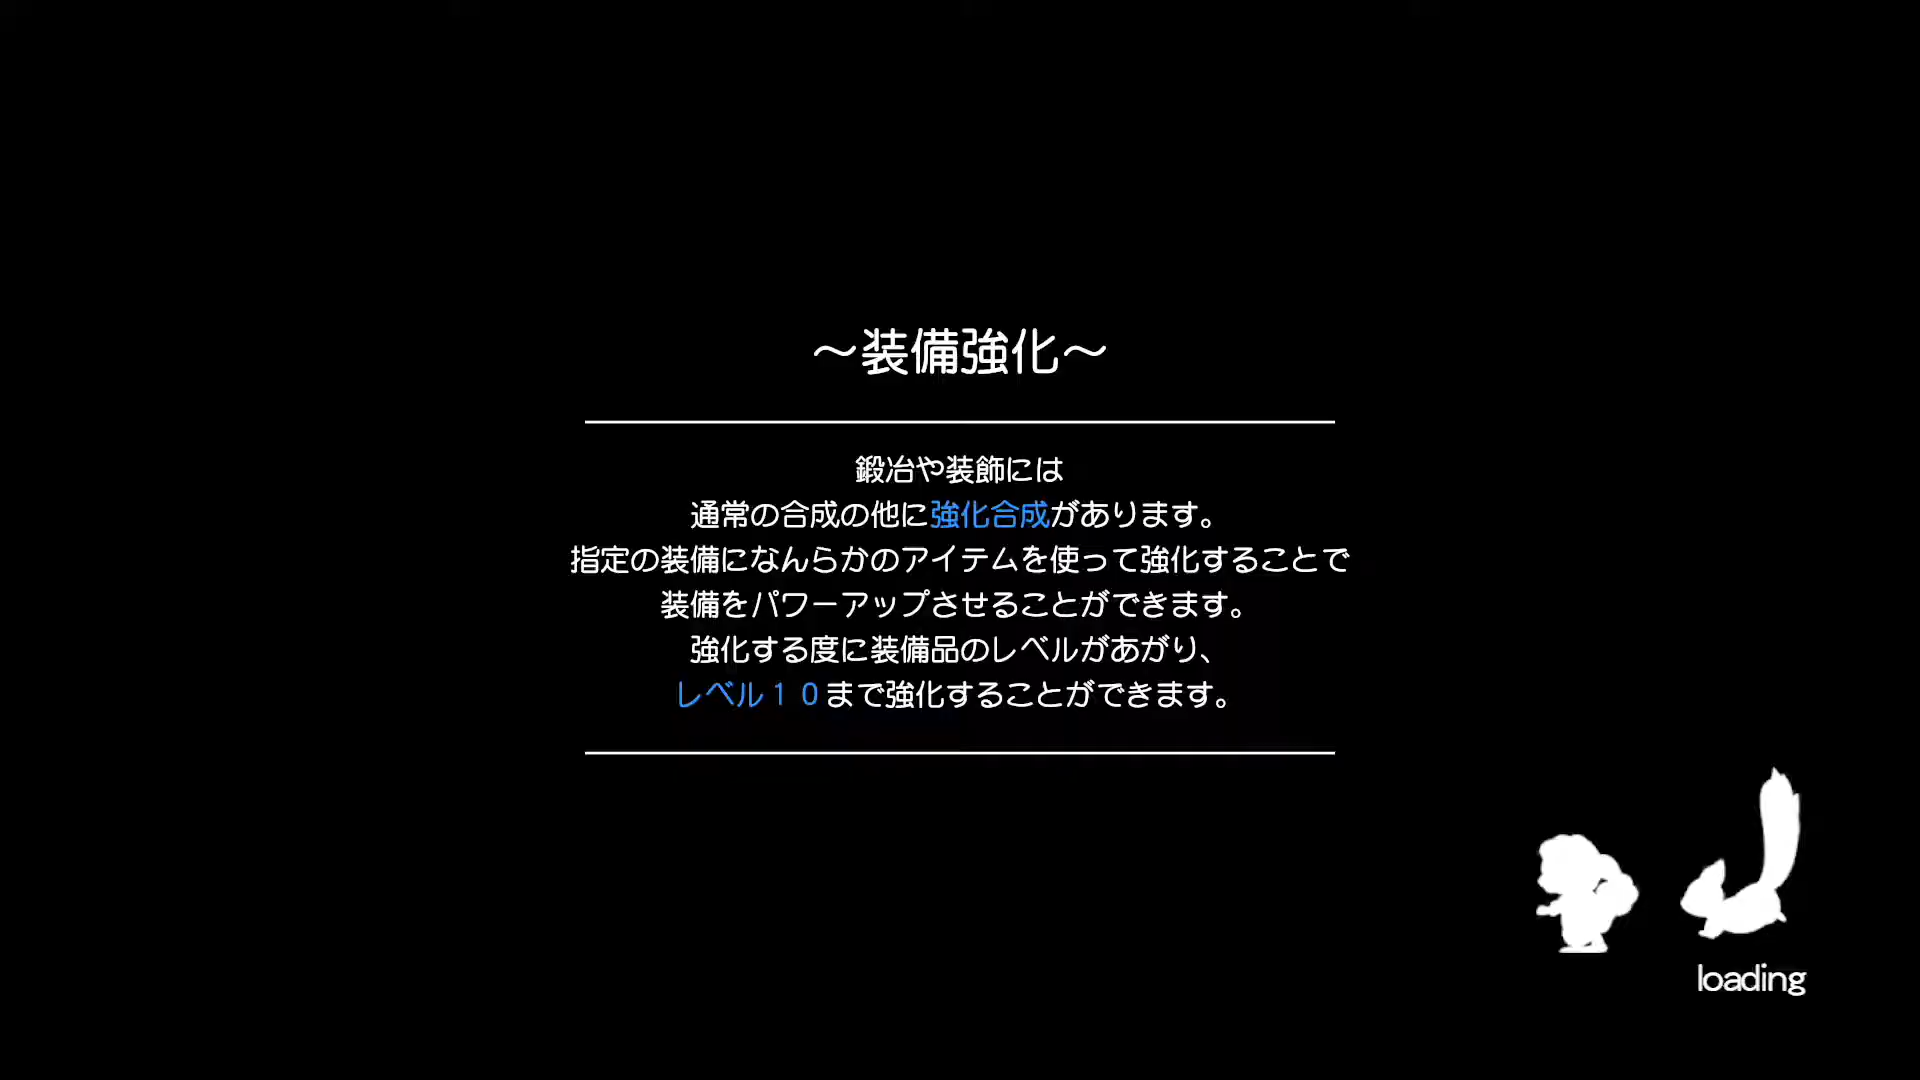 ～装備強化～
鍛冶や装飾には
通常の合成の他に強化合成があります。
指定の装備になんらかのアイテムを使って強化することで
装備をパワーアップさせることができます。
強化する度に装備品のレベルがあがり、
レベル１０まで強化することができます。
loading